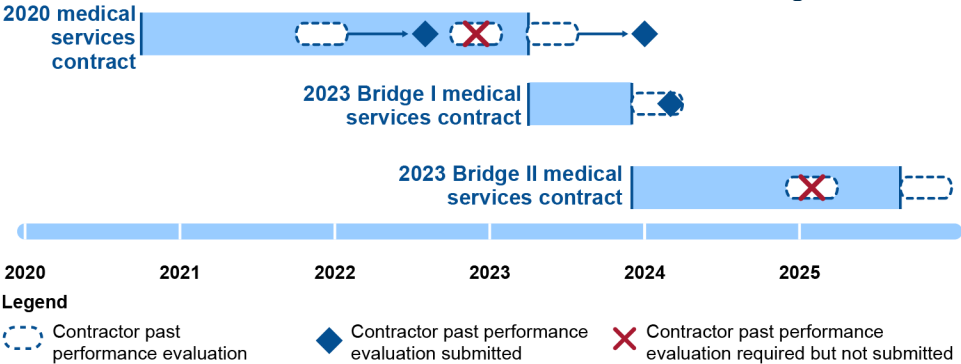 2020 medical
services
contract
2023 Bridge I medical
services contract
2023 Bridge II medical
services contract
2020 2021 2022 2023 2024 2025
Legend
Contractor past
performance evaluation
Contractor past performance
evaluation submitted
Contractor past performance
evaluation required but not submitted